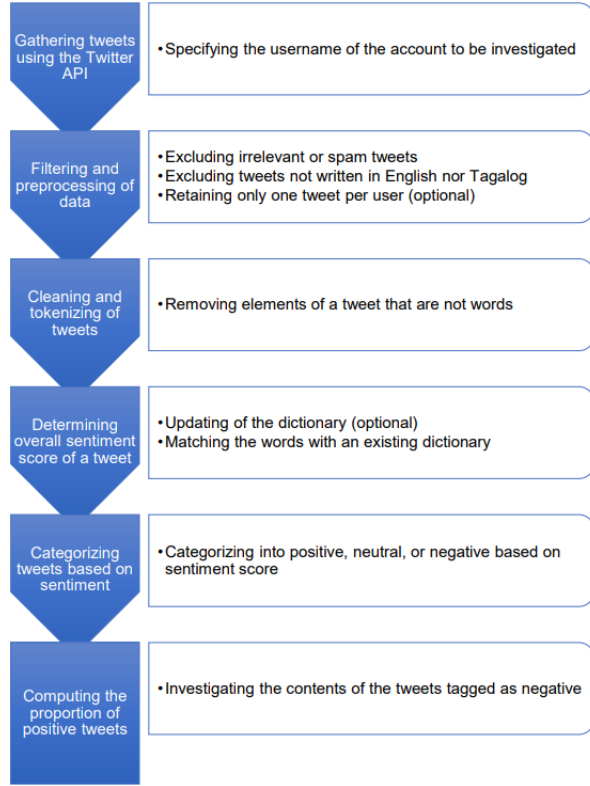 Gathering tweets
using the Twitter
API
•Specifying the username of the account to be investigated
Filtering and
preprocessing of
data
•Excluding irrelevant or spam tweets
•Excluding tweets not written in English nor Tagalog
•Retaining only one tweet per user (optional)
Cleaning and
tokenizing of
tweets
•Removing elements of a tweet that are not words
Determining
overall sentiment
score of a tweet
•Updating of the dictionary (optional)
•Matching the words with an existing dictionary
Categorizing
tweets based on
sentiment
•Categorizing into positive, neutral, or negative based on
sentiment score
Computing the
proportion of
positive tweets
•Investigating the contents of the tweets tagged as negative